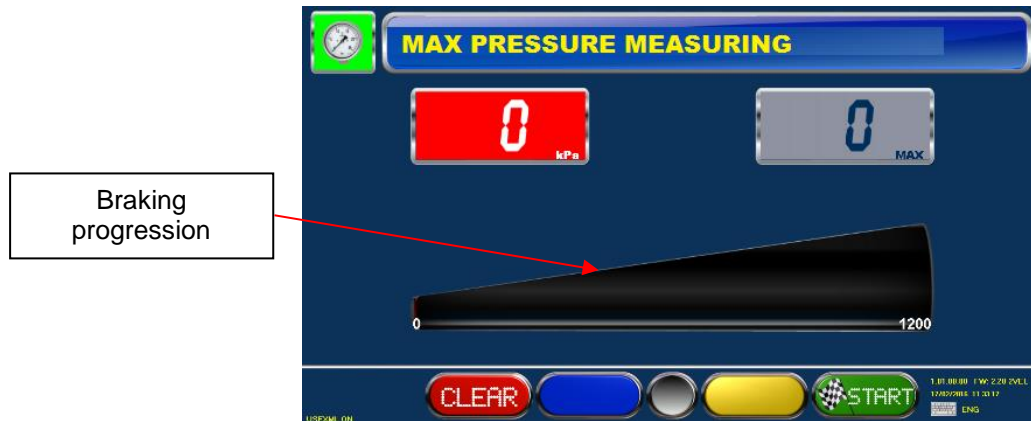 MAX PRESSURE MEASURING
0
kPa
0
MAX
Braking
progression
0
1200
CLEAR
START
ENG